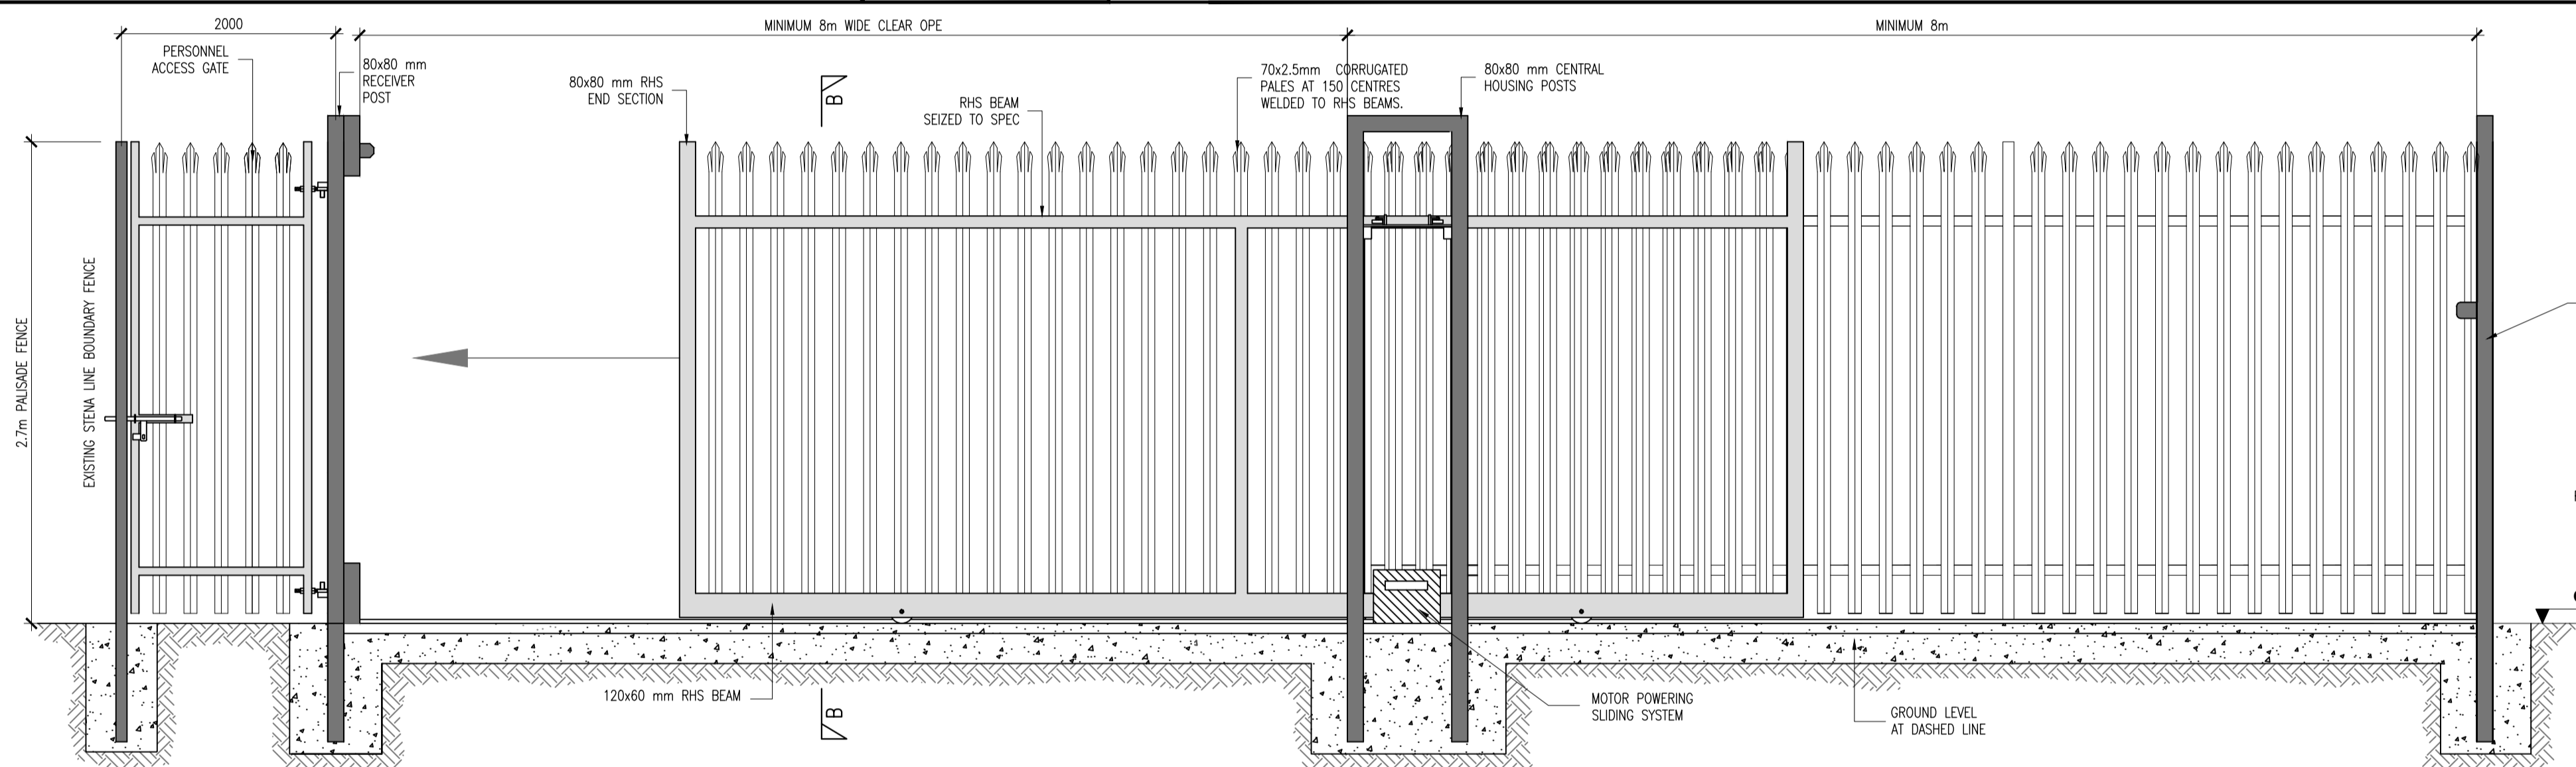 2000
MINIMUM 8m WIDE CLEAR OPE
MINIMUM 8m
PERSONNEL
ACCESS GATE
80x80 mm
RECEIVER
POST
80x80 mm RHS
END SECTION
B
RHS BEAM
SEIZED TO SPEC
70x2.5mm CORRUGATED
PALES AT 150 CENTRES
WELDED TO RHS BEAMS.
80x80 mm CENTRAL
HOUSING POSTS
2.7m PALISADE FENCE
EXISTING STENA LINE BOUNDARY FENCE
120x60 mm RHS BEAM
B
MOTOR POWERING
SLIDING SYSTEM
GROUND LEVEL
AT DASHED LINE